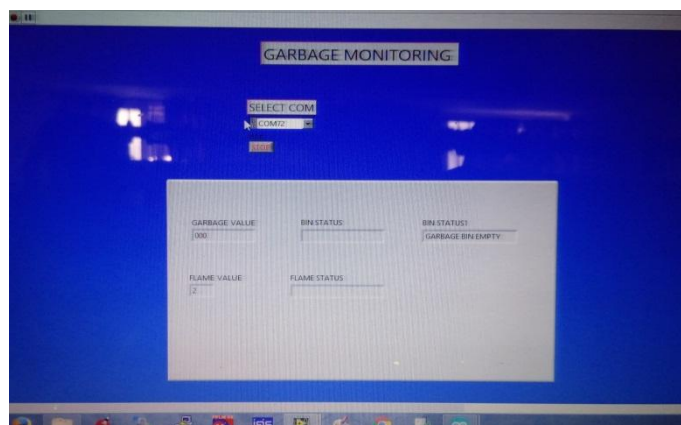 GARBAGE MONITORING
SELECT COM
COM72
GARBAGE VALUE
BIN STATUS
BIN STATUS1
000
GARBAGE BIN EMPTY
FLAME VALUE
FLAME STATUS
2
isis